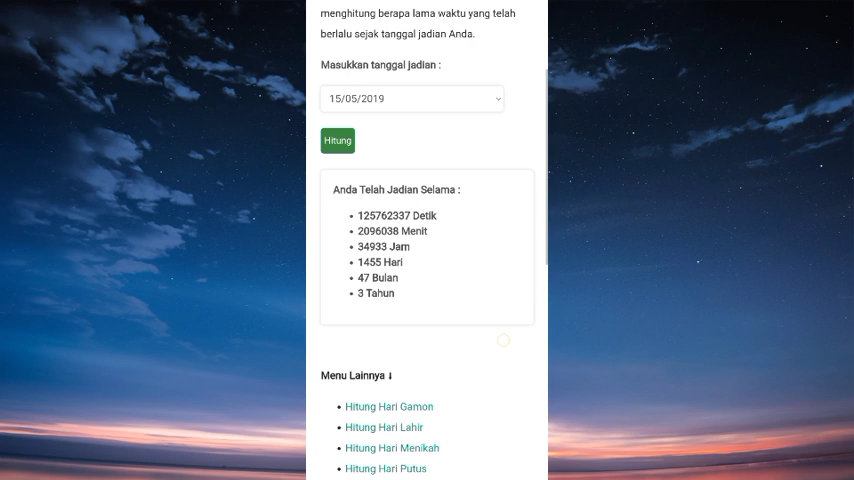 menghitung berapa lama waktu yang telah
berlalu sejak tanggal jadian Anda.
Masukkan tanggal jadian :
15/05/2019
Hitung
Anda Telah Jadian Selama :
• 125762337 Detik
• 2096038 Menit
• 34933 Jam
• 1455 Hari
• 47 Bulan
• 3 Tahun
Menu Lainnya ⬇
• Hitung Hari Gamon
• Hitung Hari Lahir
• Hitung Hari Menikah
• Hitung Hari Putus